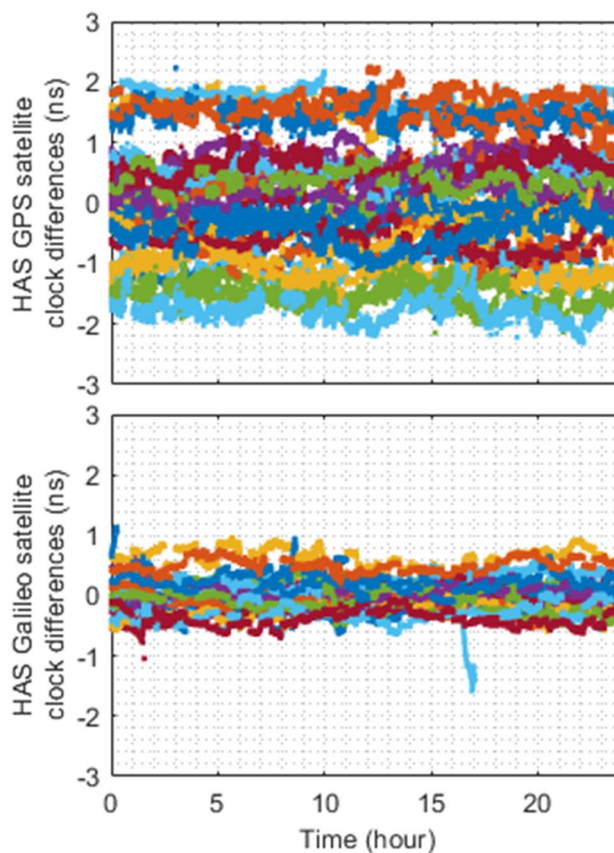 HAS GPS satellite
clock differences (ns)
3
2
1
0
-1
-2
-3
HAS Galileo satellite
clock differences (ns)
3
2
1
0
-1
-2
-3
0 5 10 15 20
Time (hour)